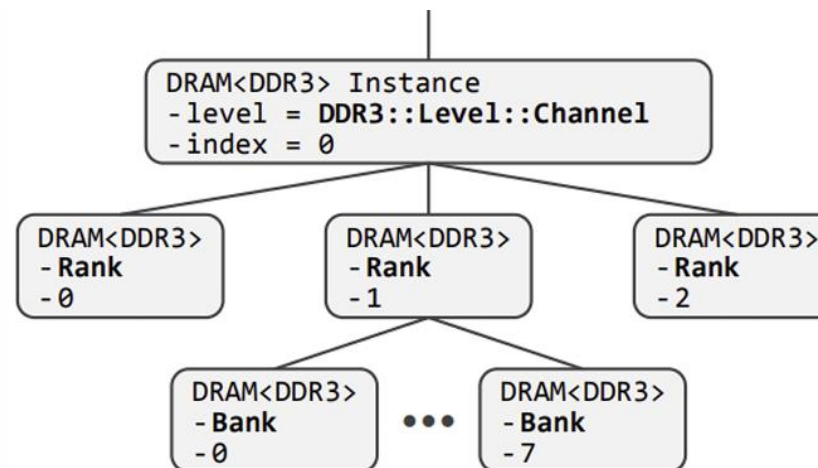 DRAM<DDR3> Instance
-level = DDR3::Level::Channel
-index = 0
DRAM<DDR3>
-Rank
-0
DRAM<DDR3>
-Rank
-1
DRAM<DDR3>
-Rank
-2
DRAM<DDR3>
-Bank
-0
•••
DRAM<DDR3>
-Bank
-7